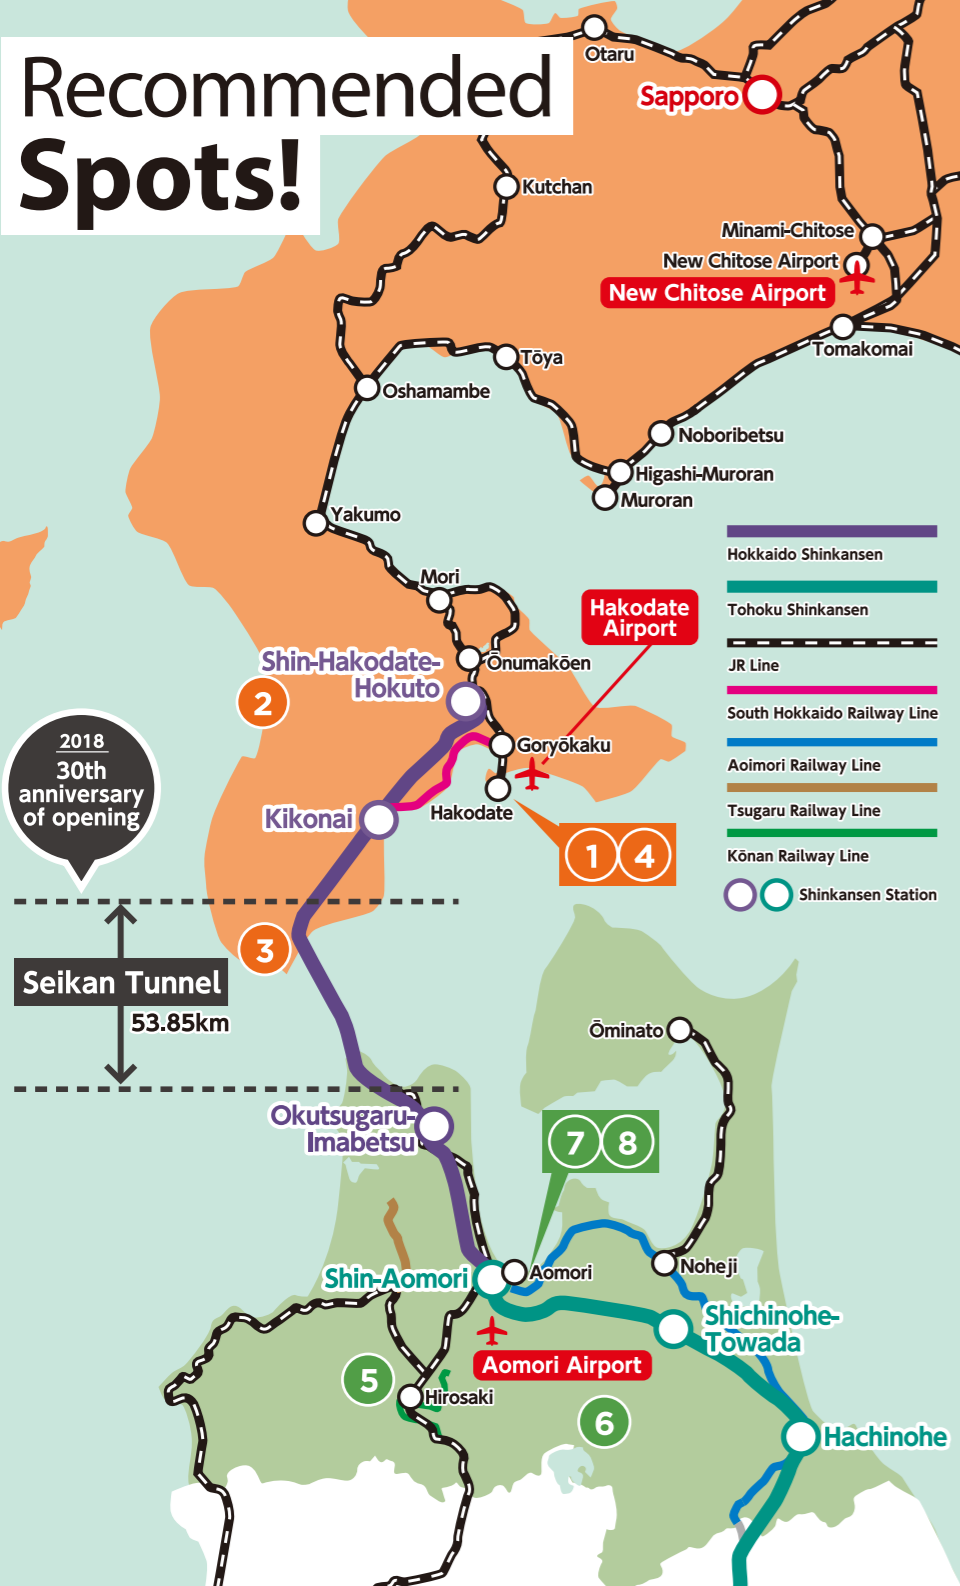 Recommended
Spots!
Otaru
Sapporo
Kutchan
Minami-Chitose
New Chitose Airport
New Chitose Airport
Tomakomai
Tōya
Oshamambe
Noboribetsu
Higashi-Muroran
Muroran
Yakumo
Mori
Hakodate
Airport
Ōnumakōen
Shin-Hakodate-
Hokuto
2
Goryōkaku
Hakodate
Kikonai
1 4
Hokkaido Shinkansen
Tohoku Shinkansen
JR Line
South Hokkaido Railway Line
Aoimori Railway Line
Tsugaru Railway Line
Kōnan Railway Line
Shinkansen Station
2018
30th
anniversary
of opening
3
Seikan Tunnel
53.85km
Ōminato
Okutsugaru-
Imabetsu
7 8
Shin-Aomori
Aomori
Noheji
Shichinohe-
Towada
Aomori Airport
5
Hirosaki
6
Hachinohe